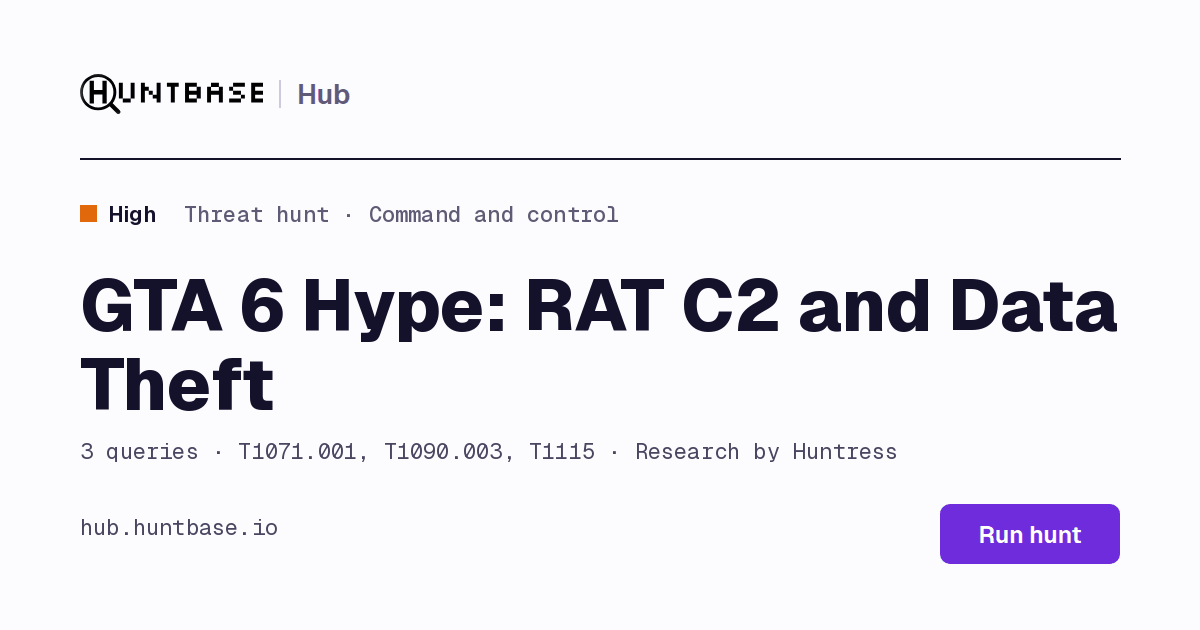 HUNTBASE | Hub
High Threat hunt · Command and control
GTA 6 Hype: RAT C2 and Data
Theft
3 queries · T1071.001, T1090.003, T1115 · Research by Huntress
hub.huntbase.io
Run hunt